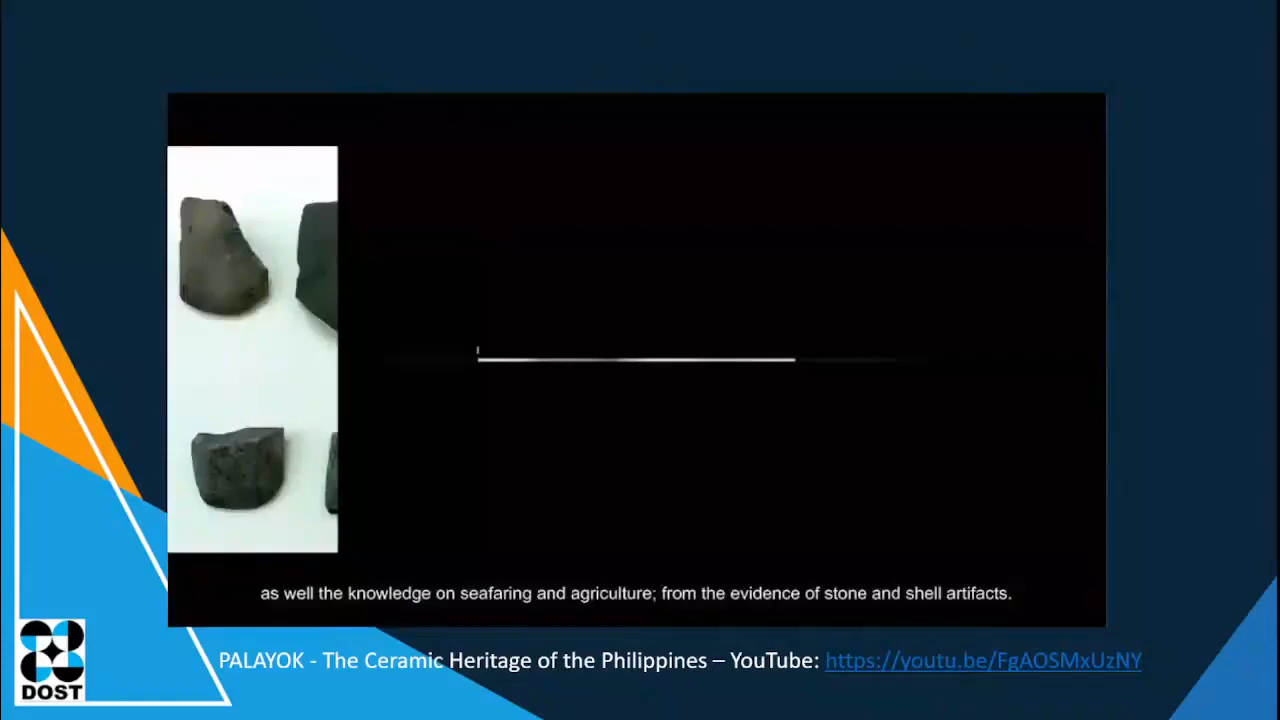 as well the knowledge on seafaring and agriculture; from the evidence of stone and shell artifacts.
PALAYOK - The Ceramic Heritage of the Philippines – YouTube: https://youtu.be/FgAOSMxUzNY
DOST